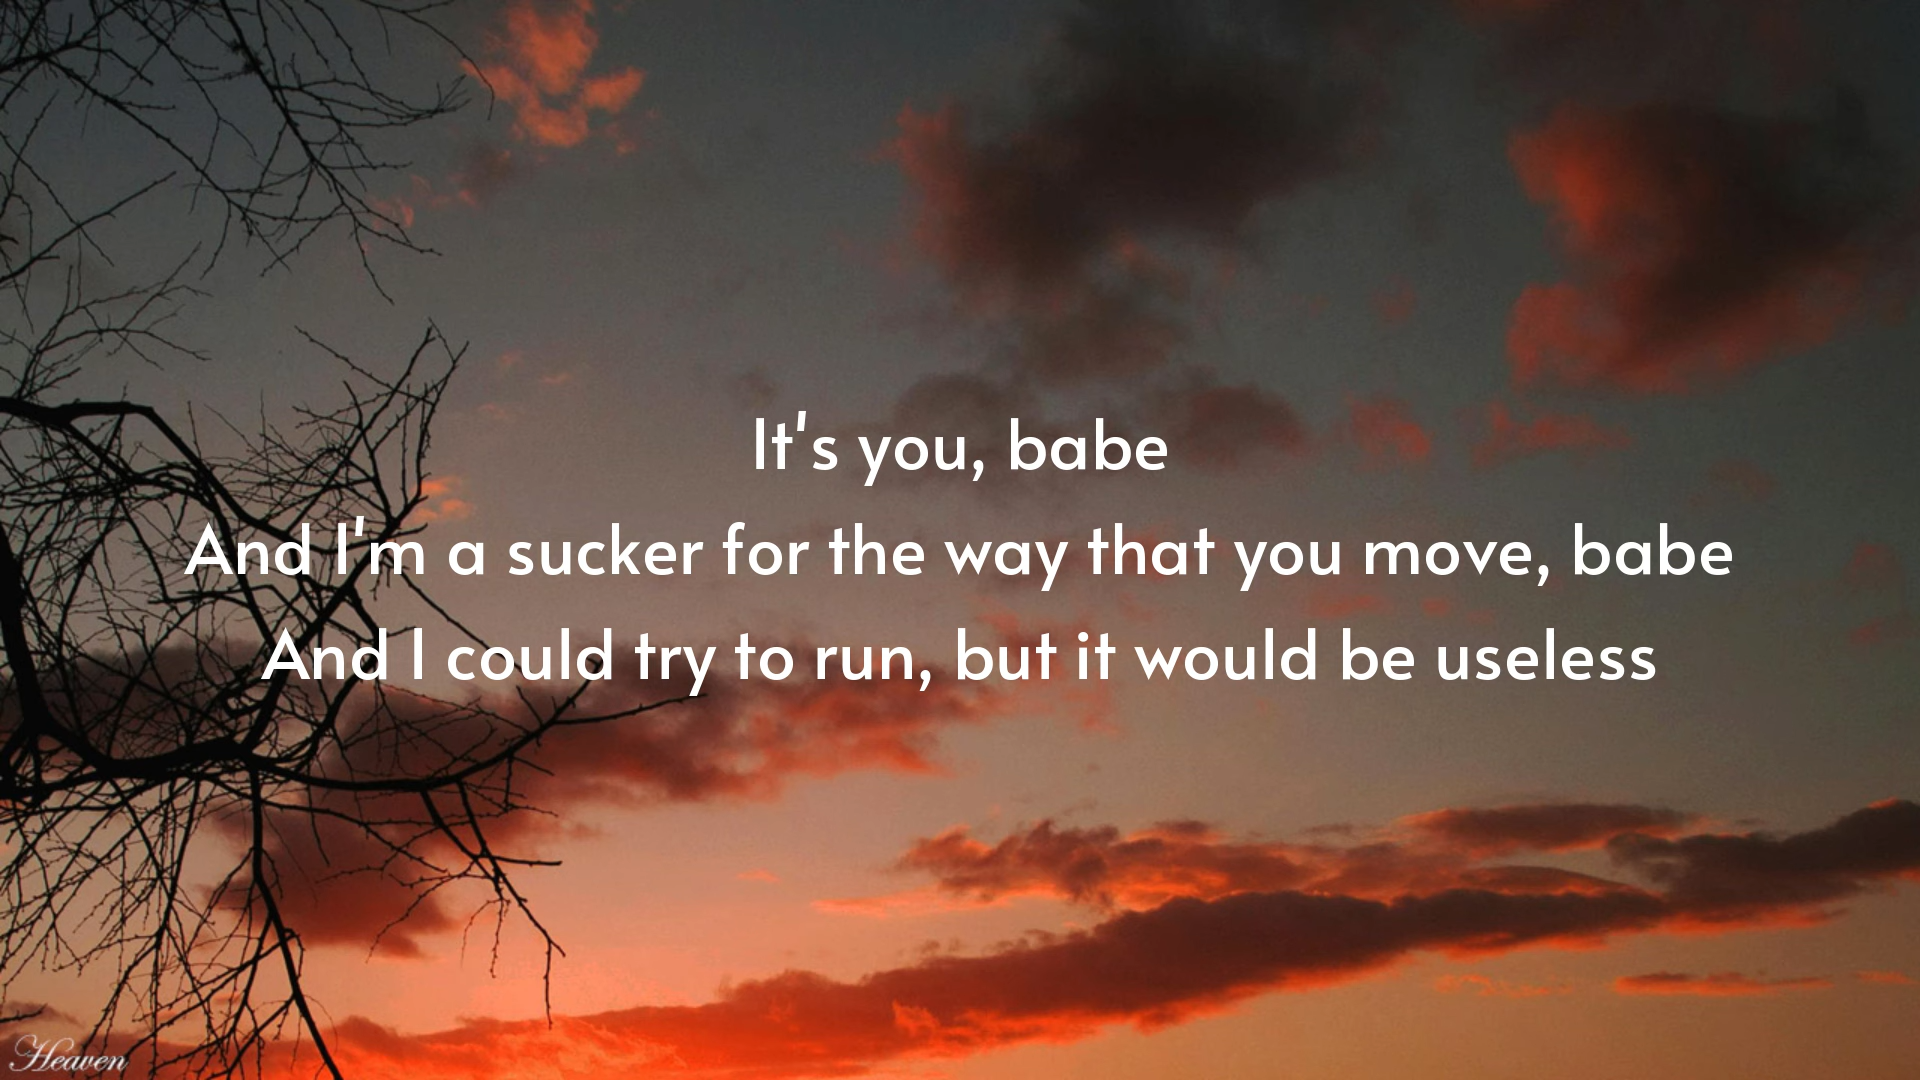 It's you, babe
And I'm a sucker for the way that you move, babe
And I could try to run, but it would be useless
Heaven